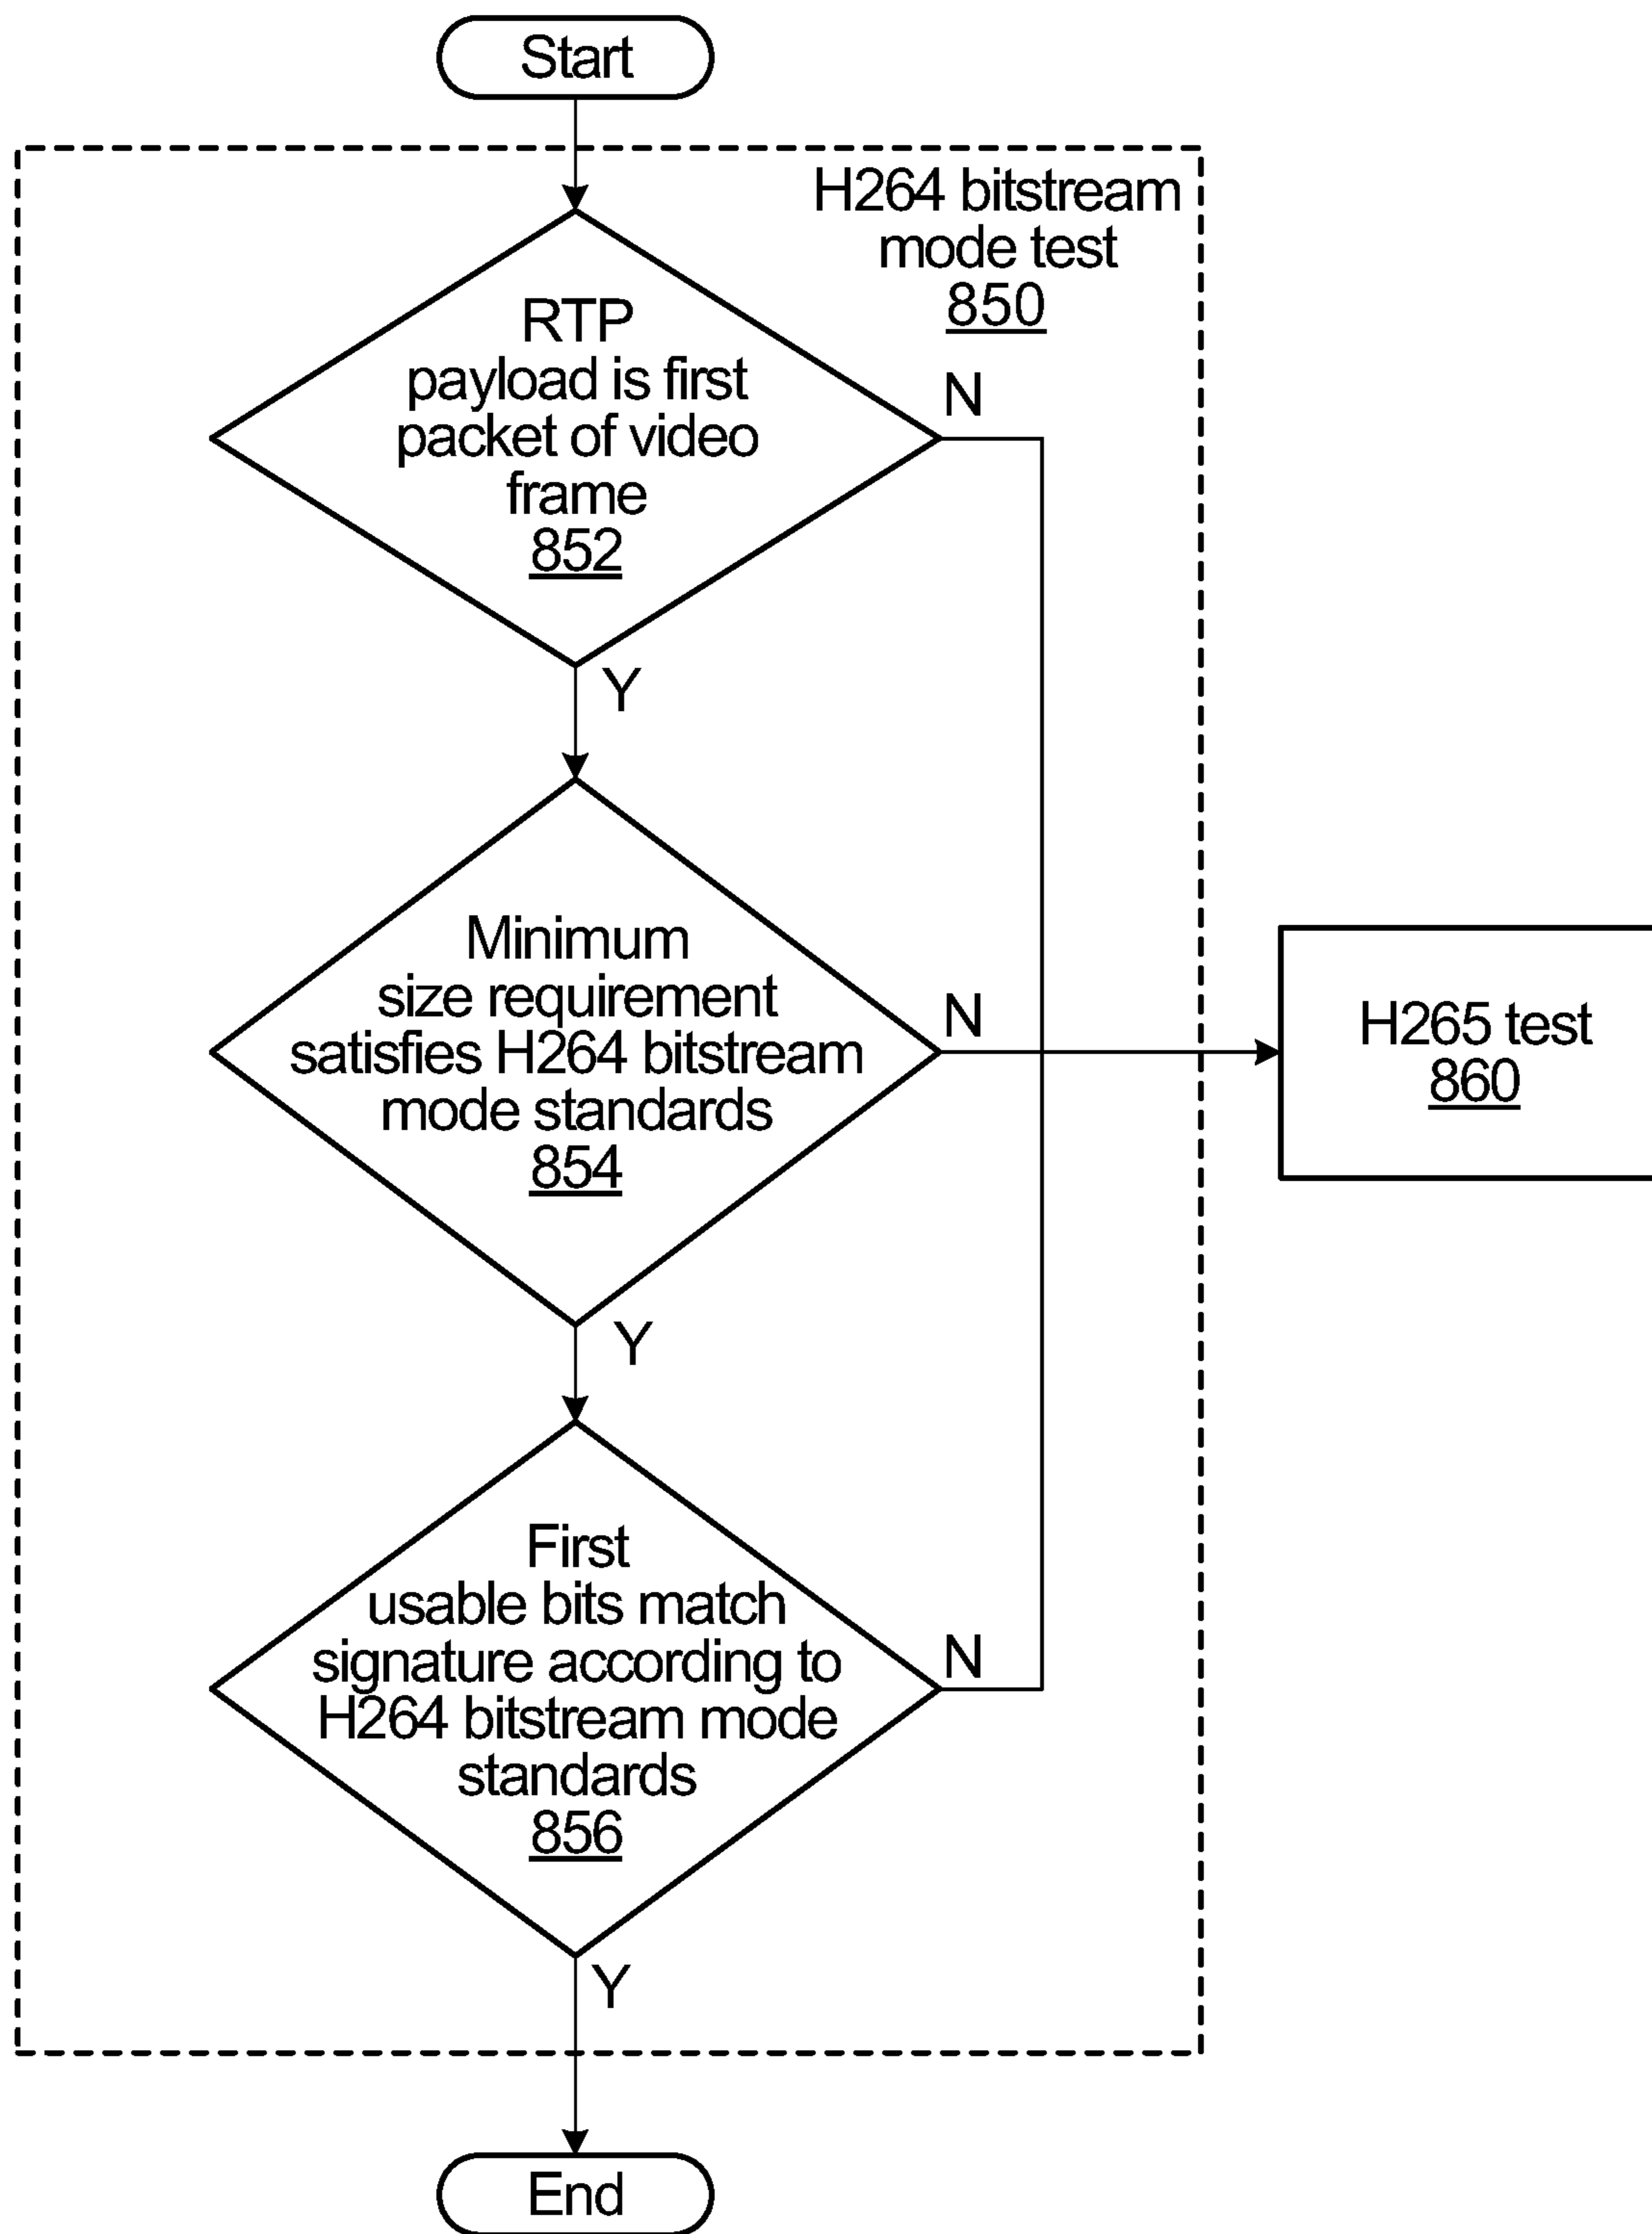 Start
H264 bitstream
mode test
850
RTP
payload is first
packet of video
frame
852
N
Y
Minimum
size requirement
satisfies H264 bitstream
mode standards
854
N
H265 test
860
Y
First
usable bits match
signature according to
H264 bitstream mode
standards
856
N
Y
End